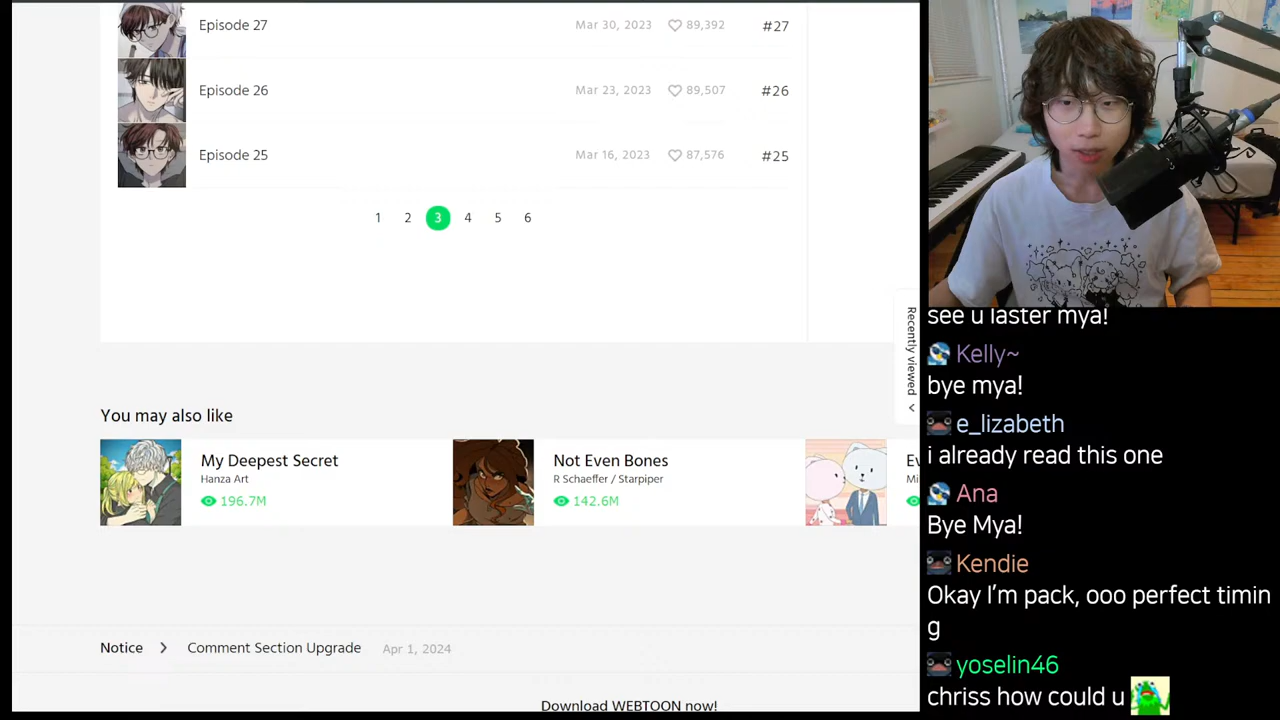 Episode 27
Mar 30, 2023
89,392
#27
Episode 26
Mar 23, 2023
89,507
#26
Episode 25
Mar 16, 2023
87,576
#25
1 2 3 4 5 6
Recently viewed
You may also like
My Deepest Secret
Hanza Art
196.7M
Not Even Bones
R Schaeffer / Starpiper
142.6M
Notice
Comment Section Upgrade
Apr 1, 2024
Download WEBTOON now!
see u laster mya!
Kelly~
bye mya!
e_lizabeth
i already read this one
Ana
Bye Mya!
Kendie
Okay I'm pack, ooo perfect timin
g
yoselin46
chriss how could u